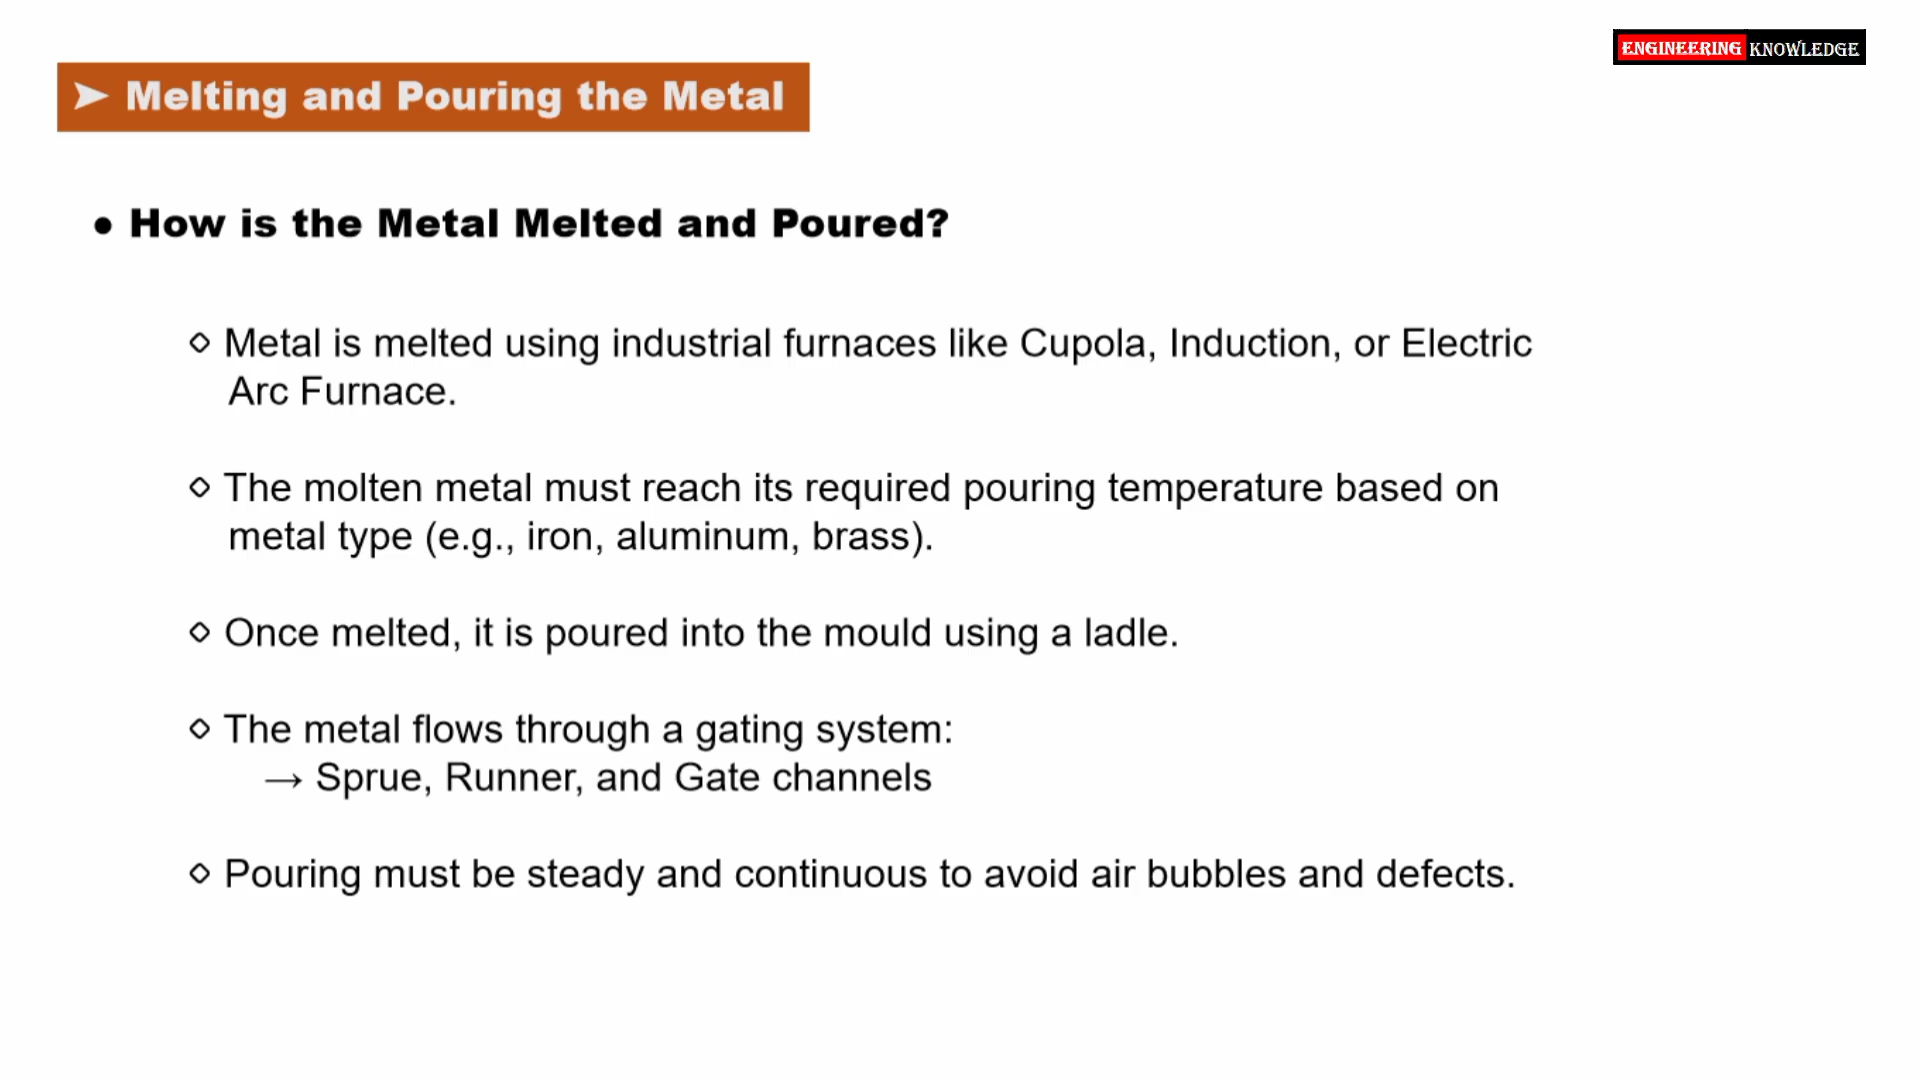 ENGINEERING KNOWLEDGE
➤ Melting and Pouring the Metal
● How is the Metal Melted and Poured?
◇ Metal is melted using industrial furnaces like Cupola, Induction, or Electric
Arc Furnace.
◇ The molten metal must reach its required pouring temperature based on
metal type (e.g., iron, aluminum, brass).
◇ Once melted, it is poured into the mould using a ladle.
◇ The metal flows through a gating system:
→ Sprue, Runner, and Gate channels
◇ Pouring must be steady and continuous to avoid air bubbles and defects.